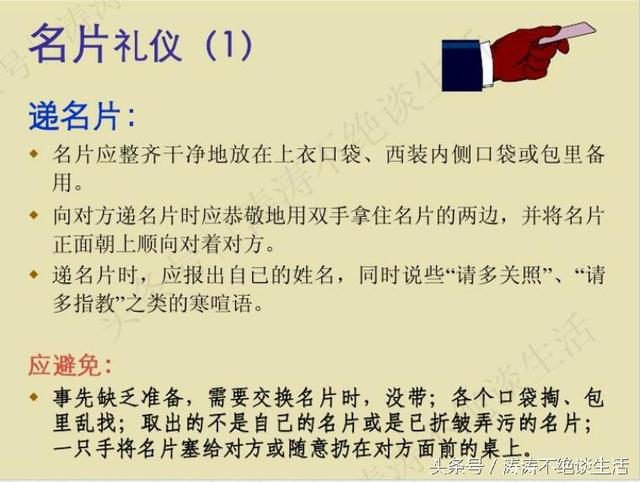 名片礼仪（1）
递名片：
名片应整齐干净地放在上衣口袋、西装内侧口袋或包里备
用。
向对方递名片时应恭敬地用双手拿住名片的两边，并将名片
正面朝上顺向对着对方。
递名片时，应报出自已的姓名，同时说些“请多关照”、“请
多指教”之类的寒喧语。
应避免：
事先缺乏准备，需要交换名片时，没带；各个口袋掏、包
里乱找；取出的不是自己的名片或是已折皱弄污的名片；
一只手将名片塞给对方或随意扔在对方面前的桌上。
头条号 / 涛涛不绝谈生活